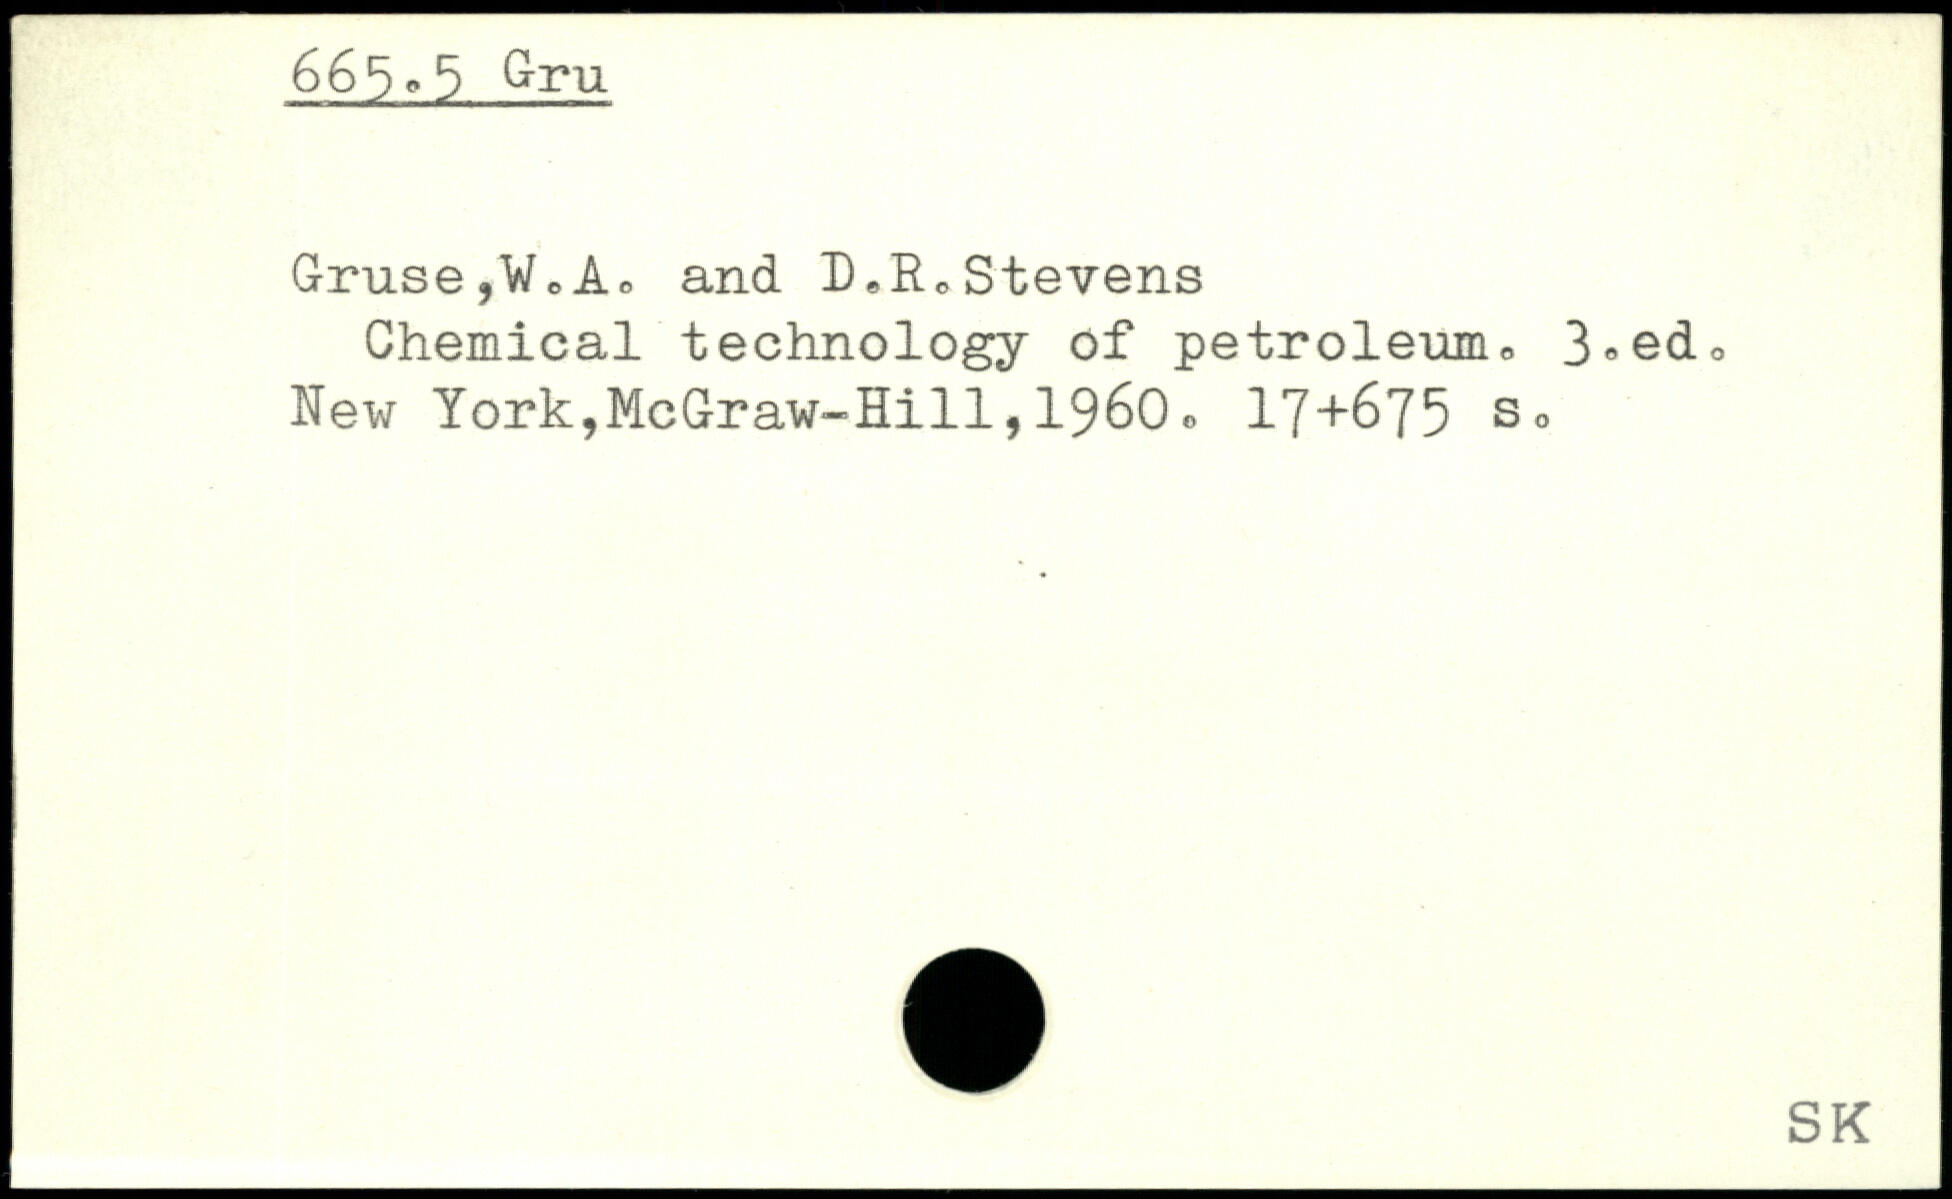 665.5 Gru
Gruse,W.A. and D.R.Stevens
Chemical technology of petroleum. 3.ed.
New York,McGraw-Hill,1960. 17+675 s.
SK